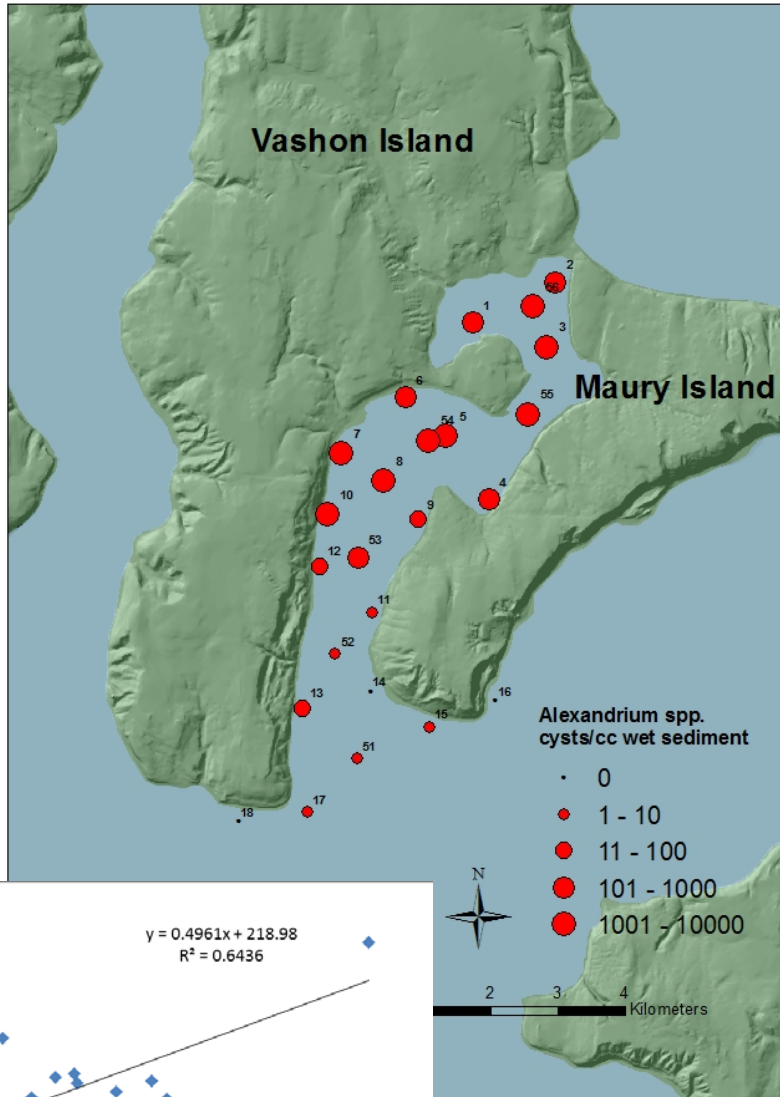 Vashon Island
2
56
1
3
Maury Island
6
55
54
5
7
8
4
10
9
53
12
11
52
14
16
13
15
51
17
18
Alexandrium spp.
cysts/cc wet sediment
0
1 - 10
11 - 100
101 - 1000
1001 - 10000
N
2 3 4
Kilometers
y = 0.4961x + 218.98
R² = 0.6436